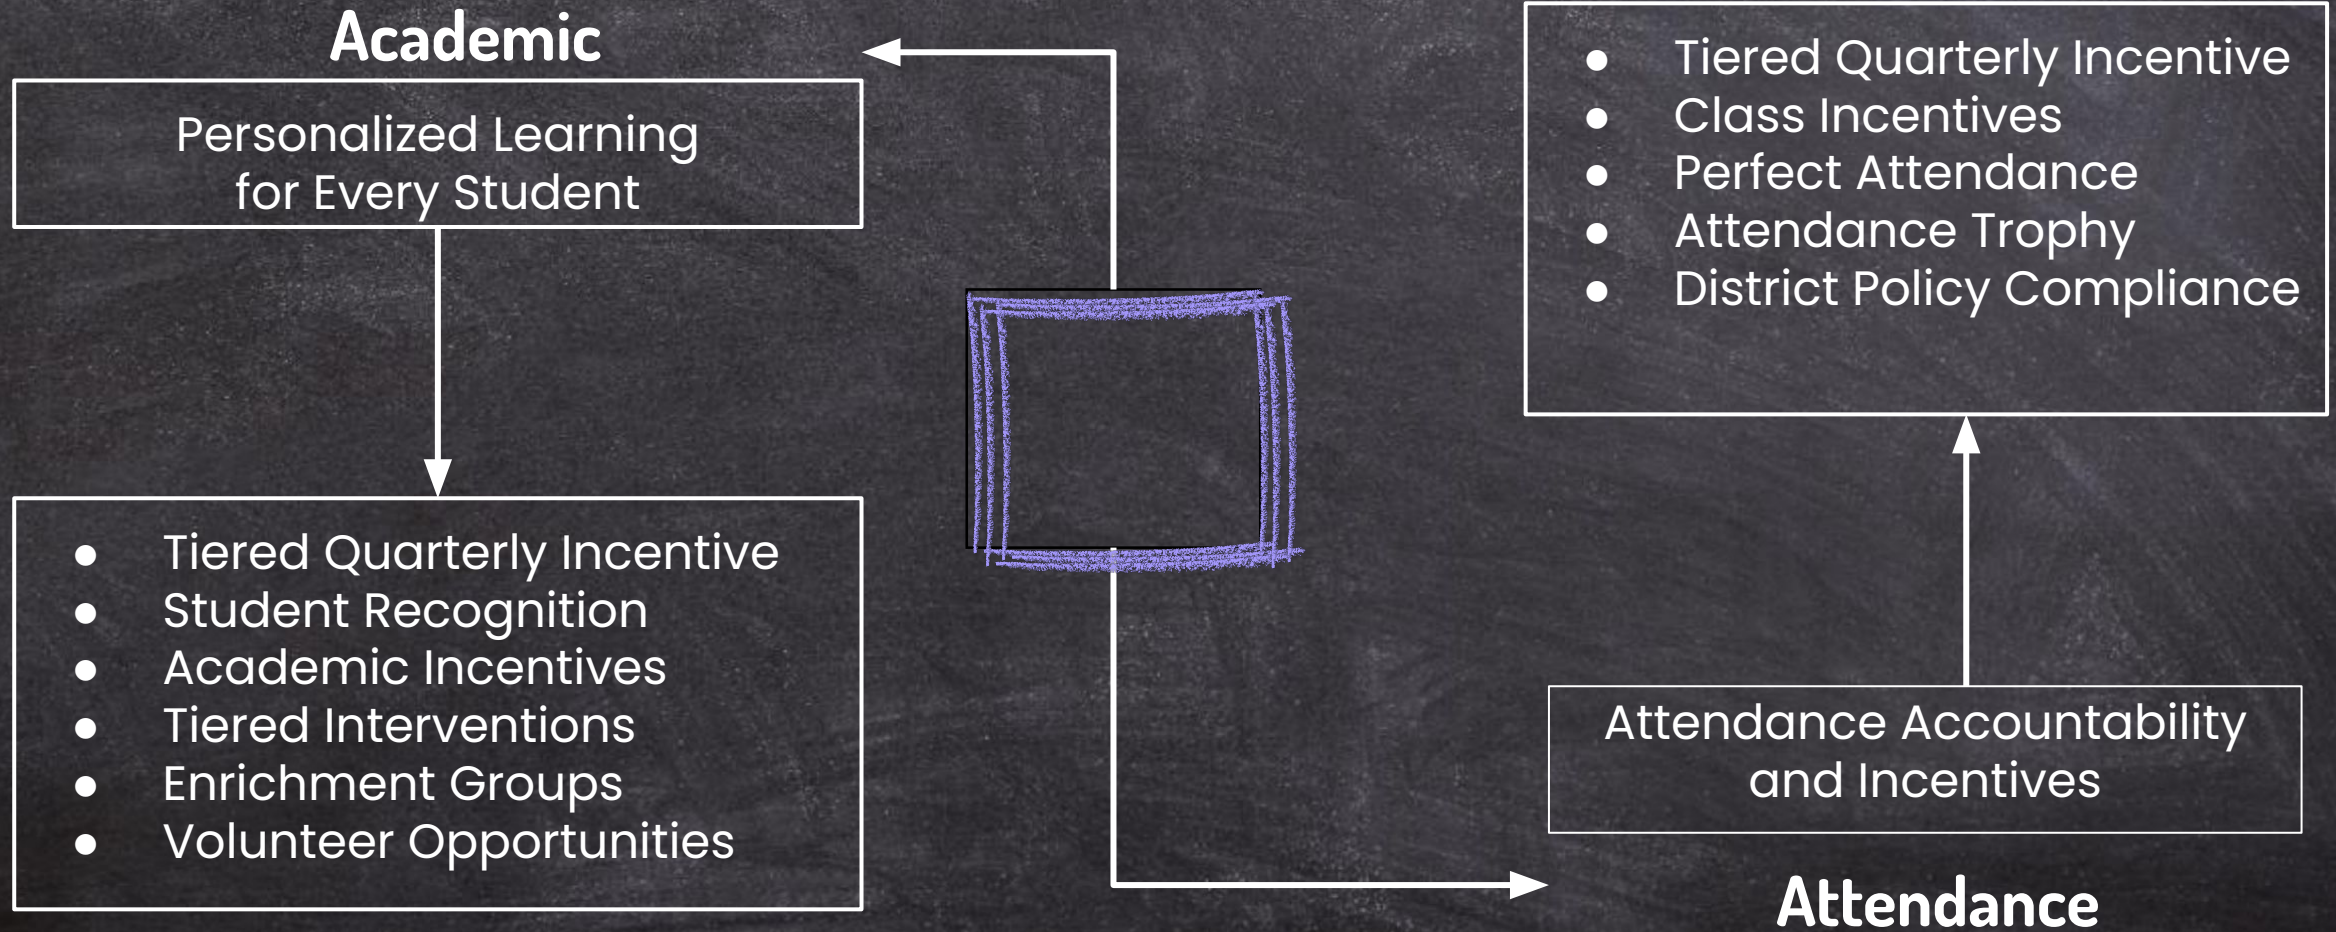 Academic
Personalized Learning
for Every Student
● Tiered Quarterly Incentive
● Student Recognition
● Academic Incentives
● Tiered Interventions
● Enrichment Groups
● Volunteer Opportunities
● Tiered Quarterly Incentive
● Class Incentives
● Perfect Attendance
● Attendance Trophy
● District Policy Compliance
Attendance Accountability
and Incentives
Attendance